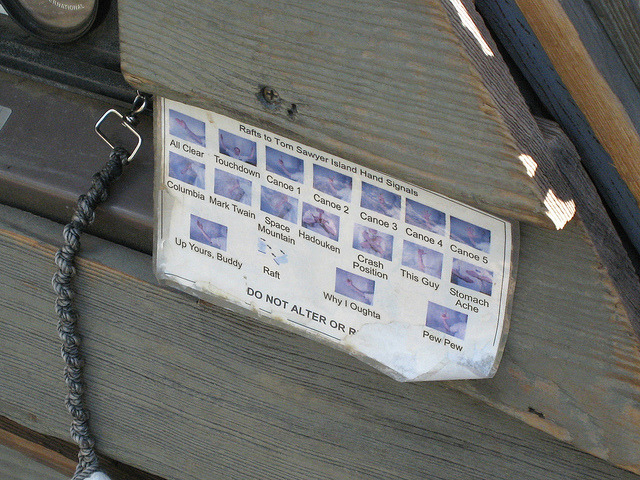 RNATIONAL
Rafts to Tom Sawyer Island Hand Signals
All Clear Touchdown Canoe 1 Canoe 2 Canoe 3 Canoe 4 Canoe 5
Columbia Mark Twain Space Mountain Hadouken Crash Position This Guy Stomach Ache
Up Yours, Buddy Raft Why I Oughta Pew Pew
DO NOT ALTER OR R